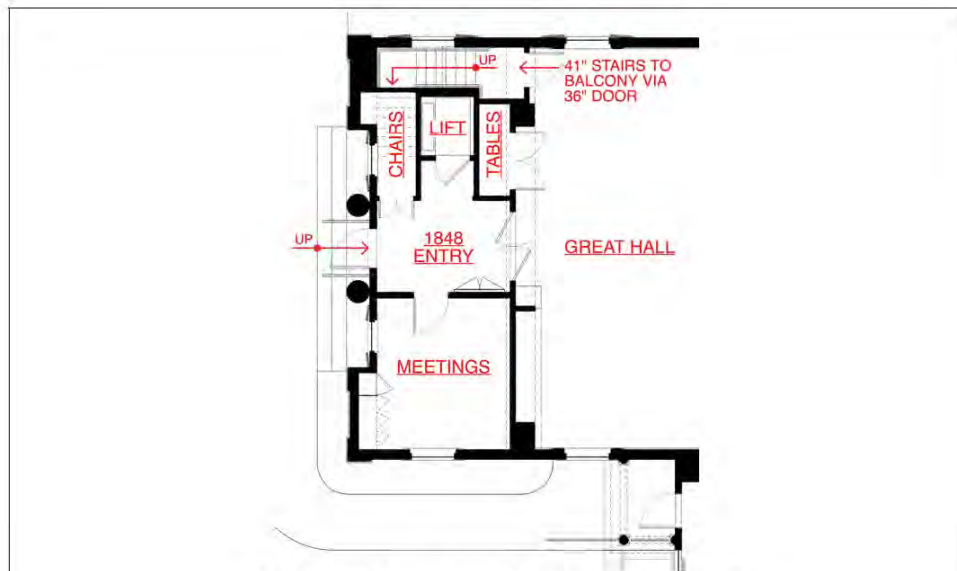 UP
41" STAIRS TO
BALCONY VIA
36" DOOR
CHAIRS
LIFT
TABLES
UP
1848
ENTRY
GREAT HALL
MEETINGS